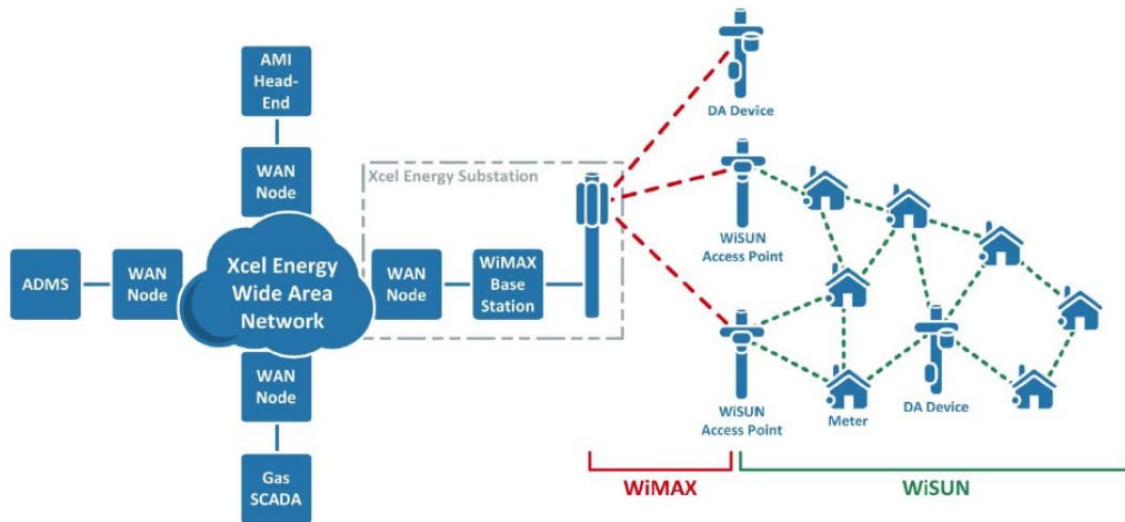 AMI
Head-
End
WAN
Node
DA Device
Xcel Energy Substation
ADMS
WAN
Node
Xcel Energy
Wide Area
Network
WAN
Node
WiMAX
Base
Station
WiSUN
Access Point
WAN
Node
WiSUN
Access Point
Meter
DA Device
Gas
SCADA
WiMAX
WiSUN